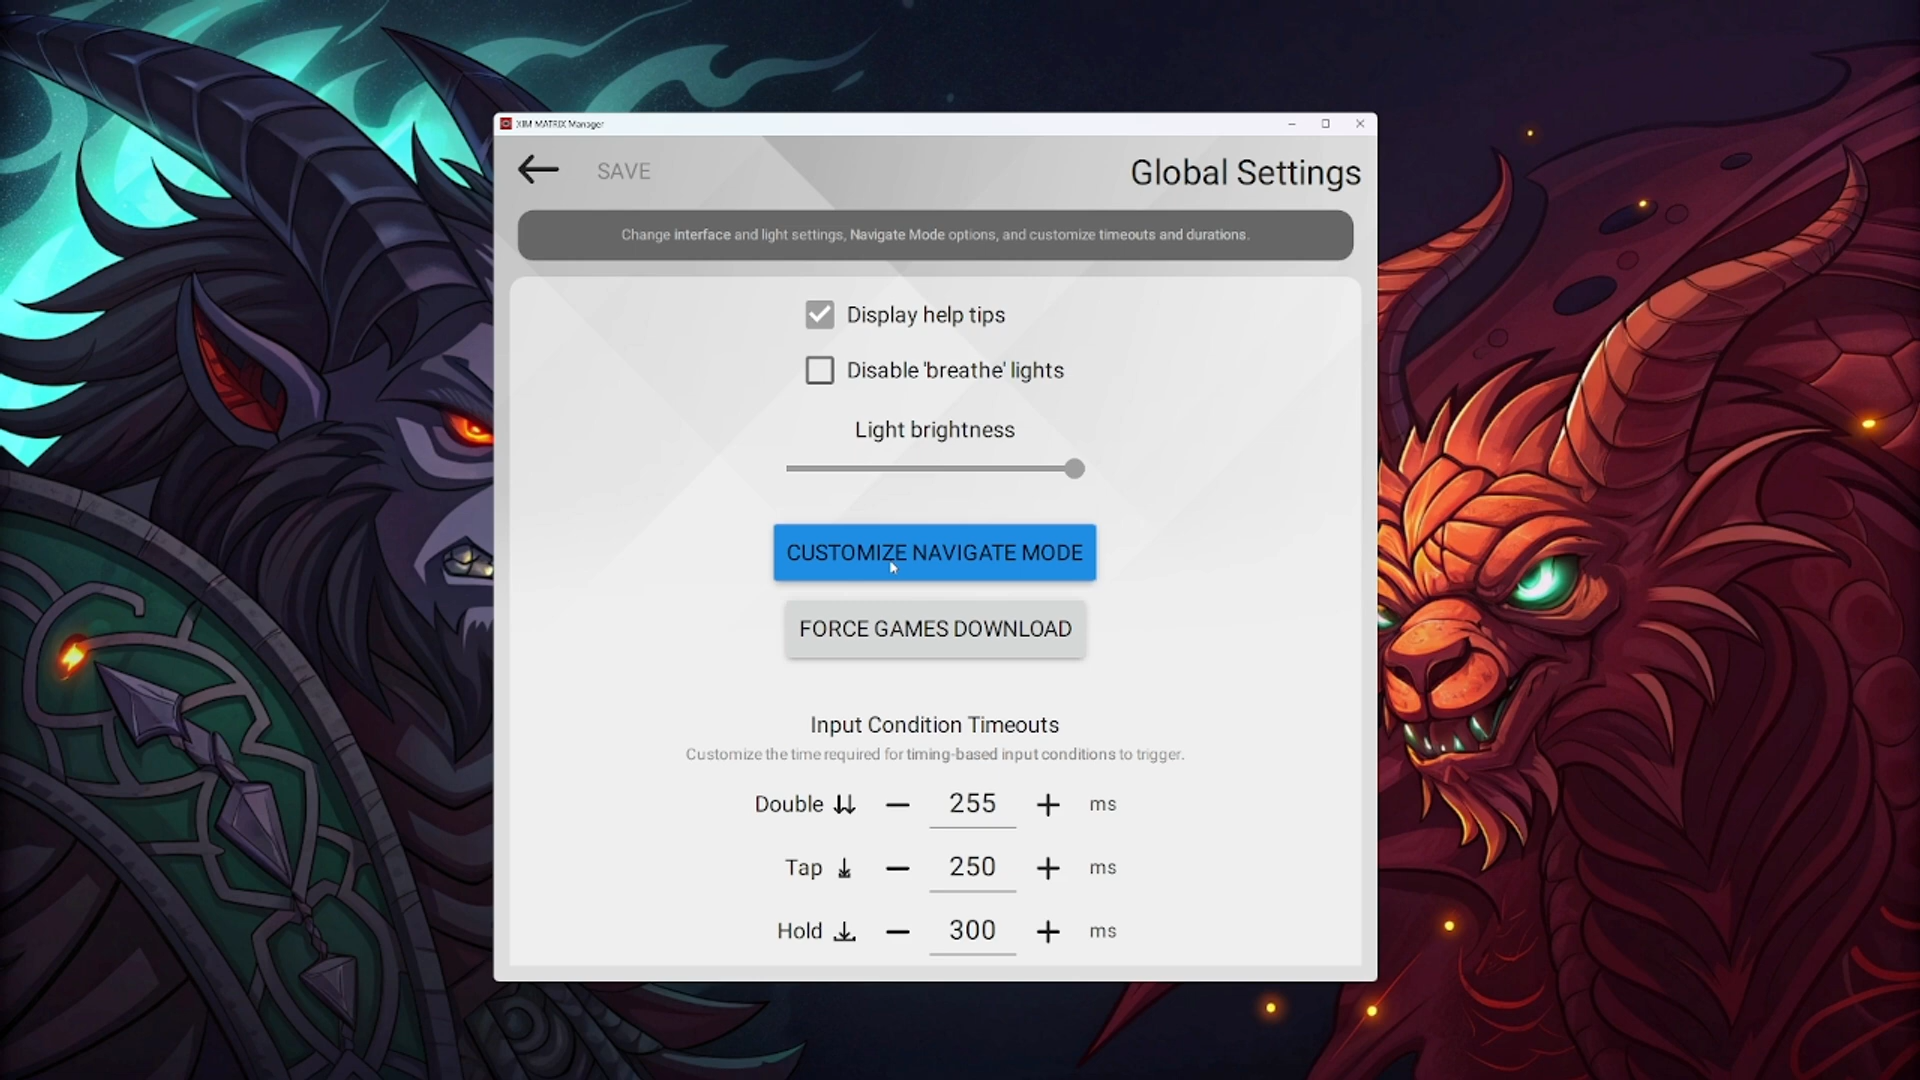 XIM MATRIX Manager
SAVE
Global Settings
Change interface and light settings, Navigate Mode options, and customize timeouts and durations.
Display help tips
Disable 'breathe' lights
Light brightness
CUSTOMIZE NAVIGATE MODE
FORCE GAMES DOWNLOAD
Input Condition Timeouts
Customize the time required for timing-based input conditions to trigger.
Double 255 ms
Tap 250 ms
Hold 300 ms